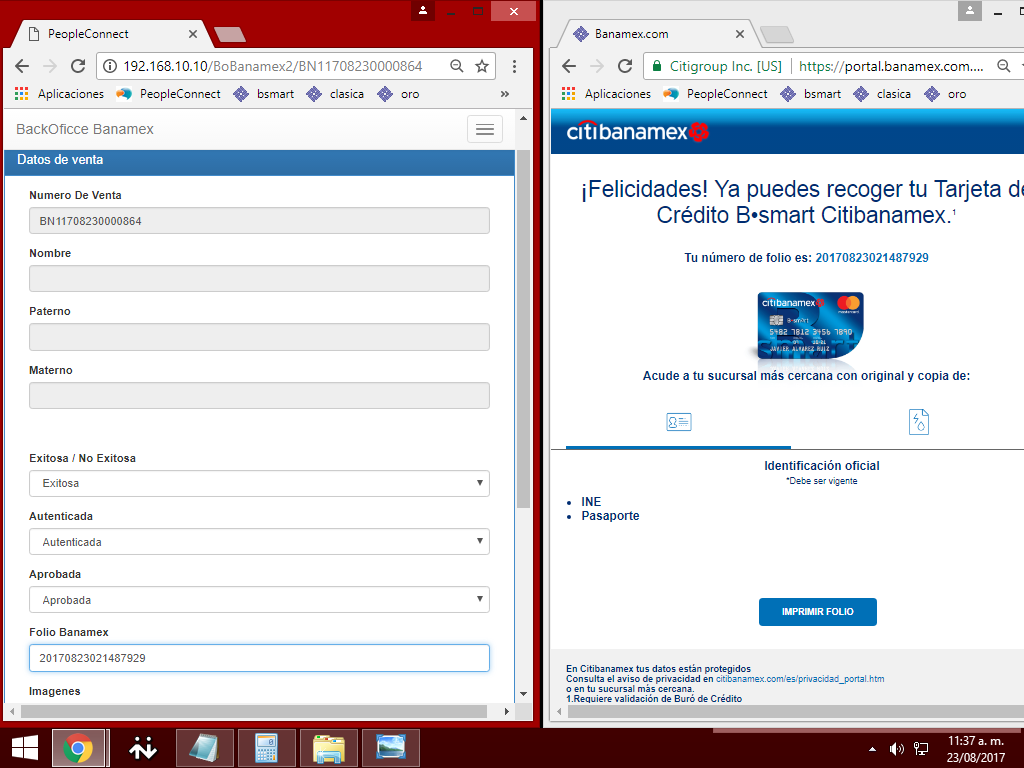 PeopleConnect
192.168.10.10/BoBanamex2/BN11708230000864
Aplicaciones PeopleConnect bsmart clasica oro »
BackOficce Banamex
Datos de venta
Numero De Venta
BN11708230000864
Nombre
Paterno
Materno
Exitosa / No Exitosa
Exitosa
Autenticada
Autenticada
Aprobada
Aprobada
Folio Banamex
20170823021487929
Imagenes
Banamex.com
Citigroup Inc. [US] https://portal.banamex.com....
Aplicaciones PeopleConnect bsmart clasica oro
citibanamex
¡Felicidades! Ya puedes recoger tu Tarjeta de
Crédito B•smart Citibanamex.¹
Tu número de folio es: 20170823021487929
citibanamex
mastercard
B•smart
5482 7812 3456 7890
JAVIER ALVAREZ RUIZ
Acude a tu sucursal más cercana con original y copia de:
Identificación oficial
*Debe ser vigente
• INE
• Pasaporte
IMPRIMIR FOLIO
En Citibanamex tus datos están protegidos
Consulta el aviso de privacidad en citibanamex.com/es/privacidad_portal.htm
o en tu sucursal más cercana.
1.Requiere validación de Buró de Crédito
11:37 a. m.
23/08/2017